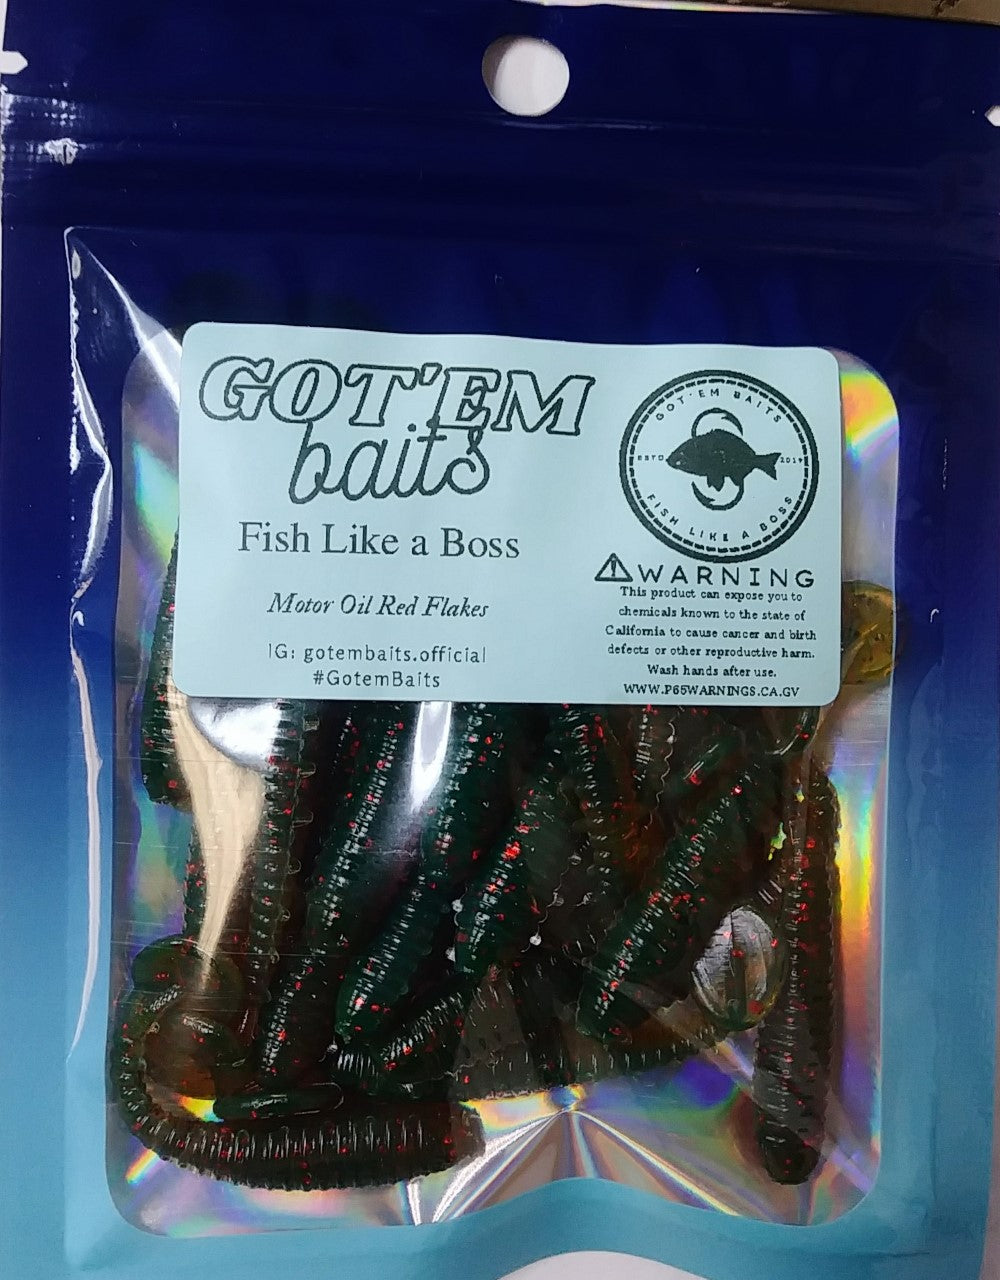 GOT'EM
baits
Fish Like a Boss
Motor Oil Red Flakes
IG: gotembaits.official
#GotemBaits
GOT'EM BAITS
ESTD 2019
FISH LIKE A BOSS
⚠WARNING
This product can expose you to
chemicals known to the state of
California to cause cancer and birth
defects or other reproductive harm.
Wash hands after use.
WWW.P65WARNINGS.CA.GV